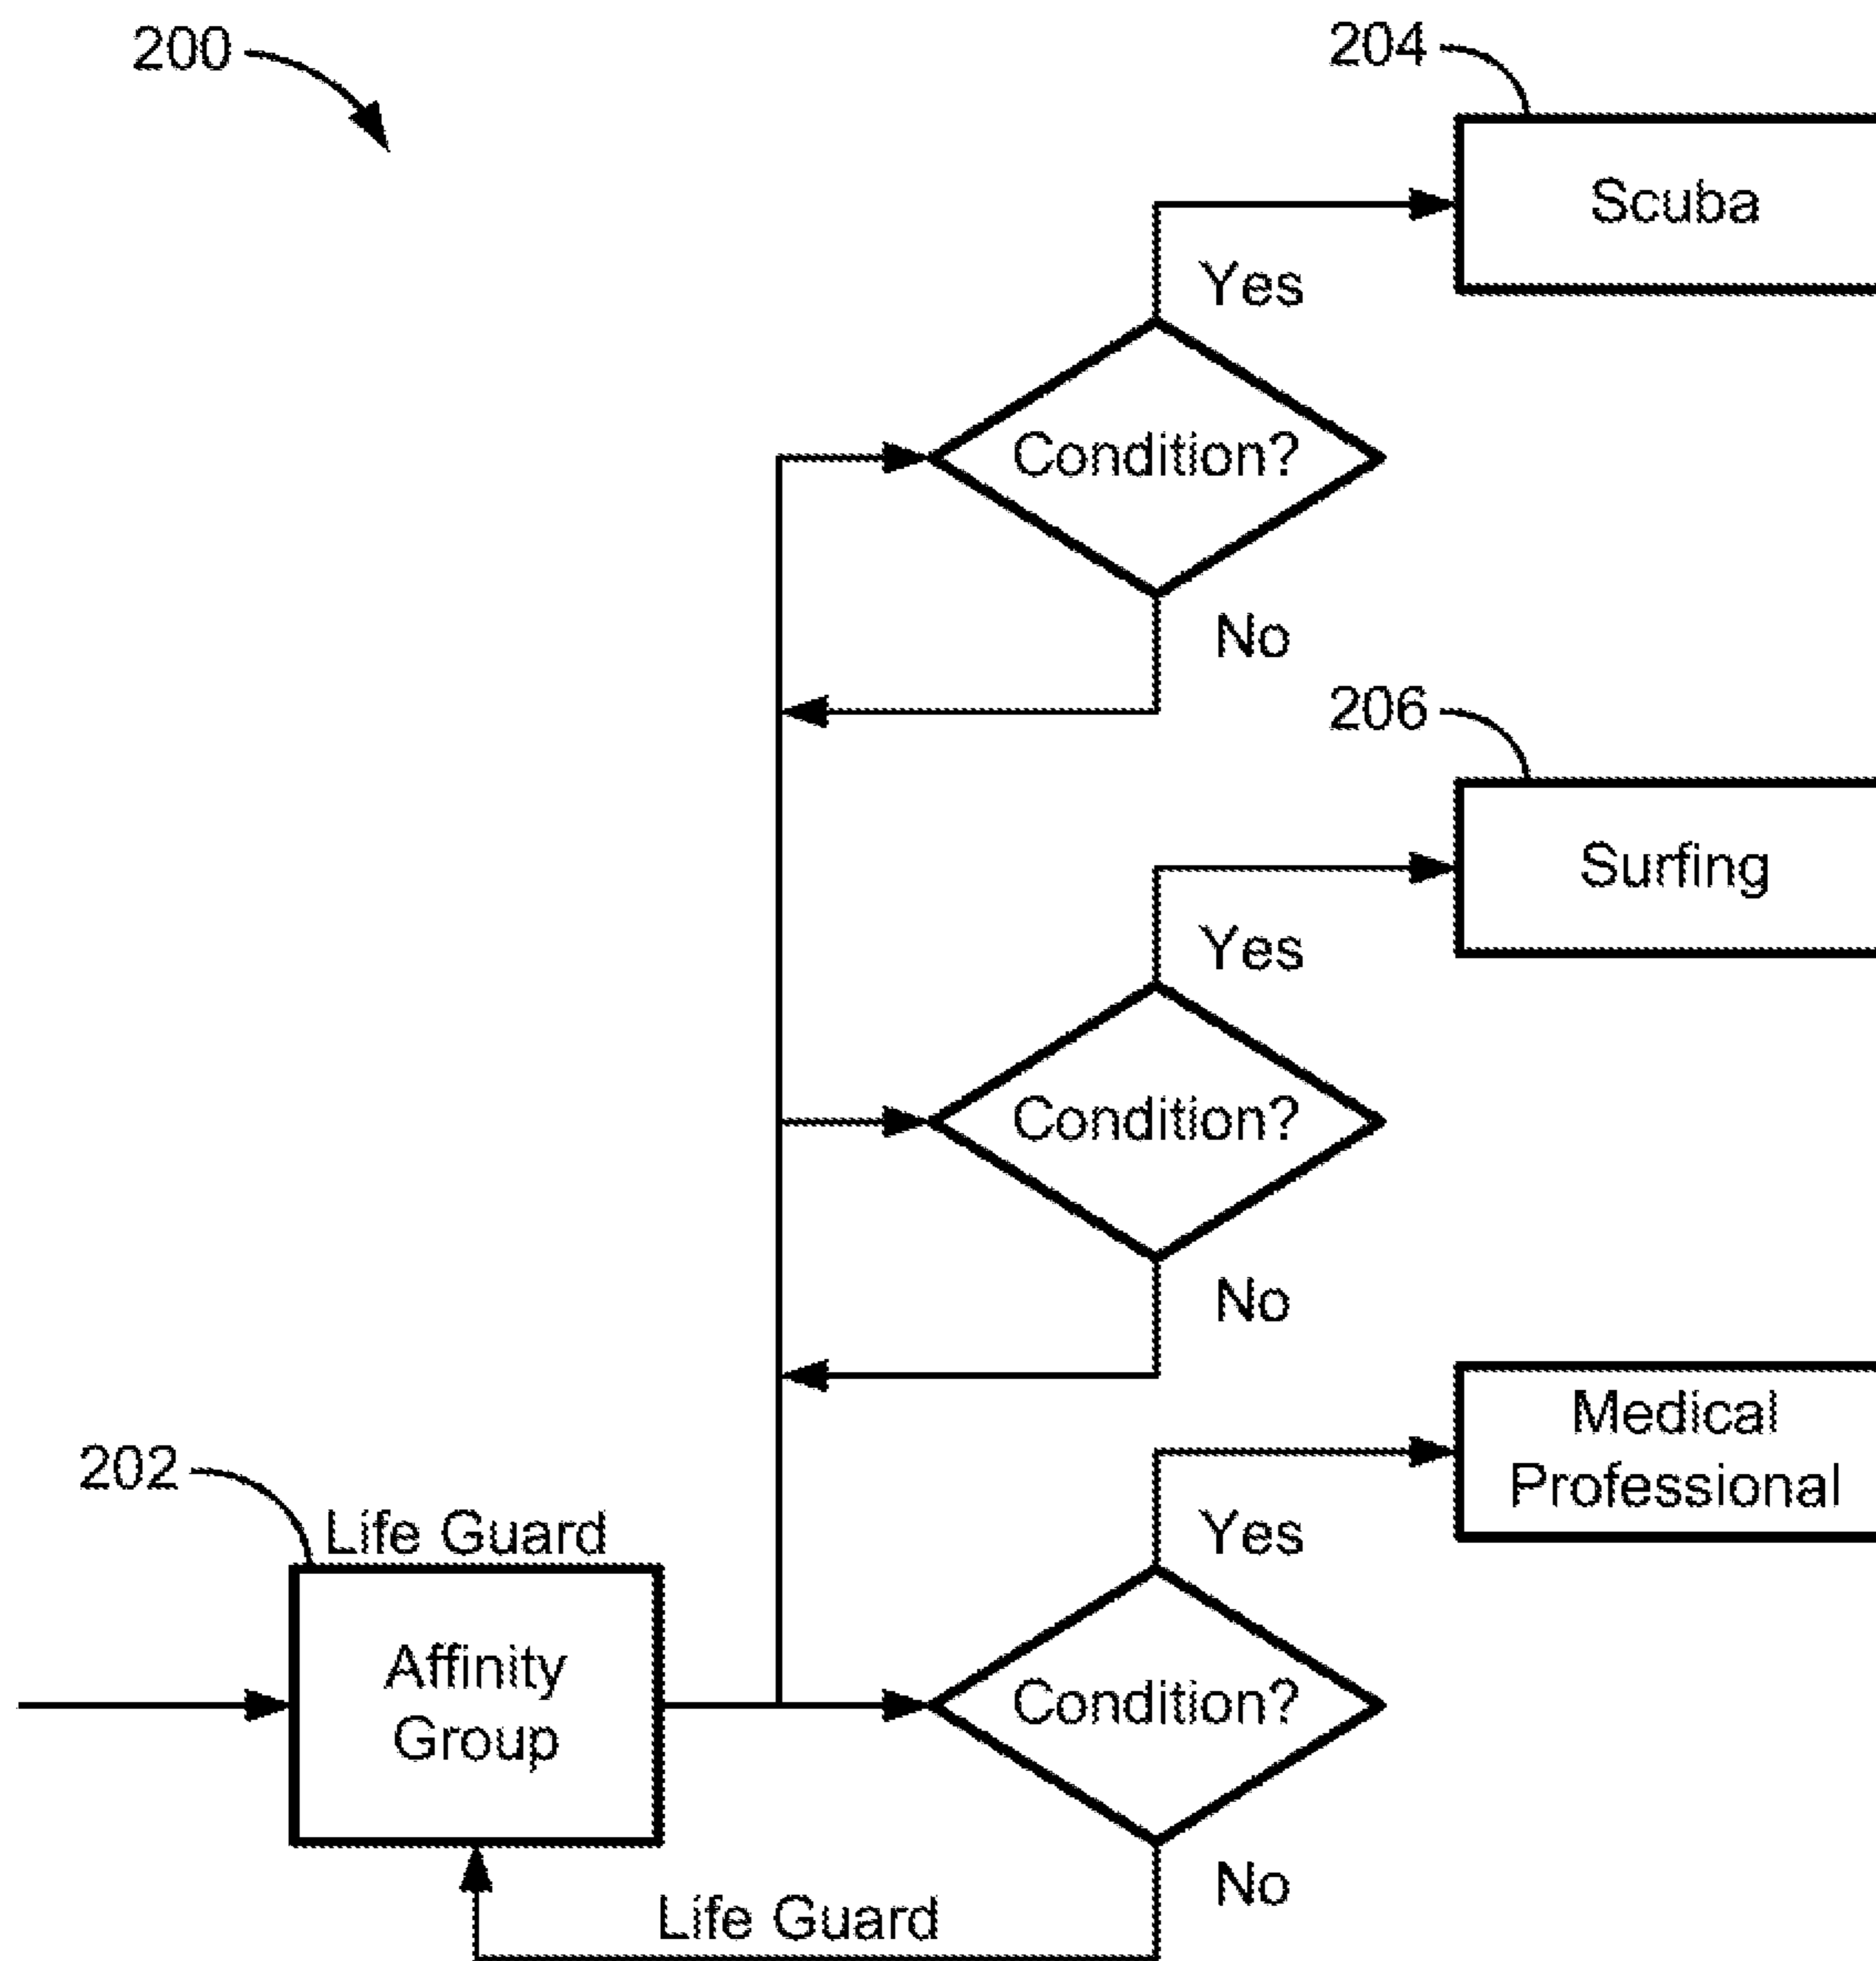 200
204
Scuba
Yes
Condition?
No
206
Surfing
Yes
Condition?
No
Medical
Professional
202
Life Guard
Yes
Affinity
Group
Condition?
No
Life Guard